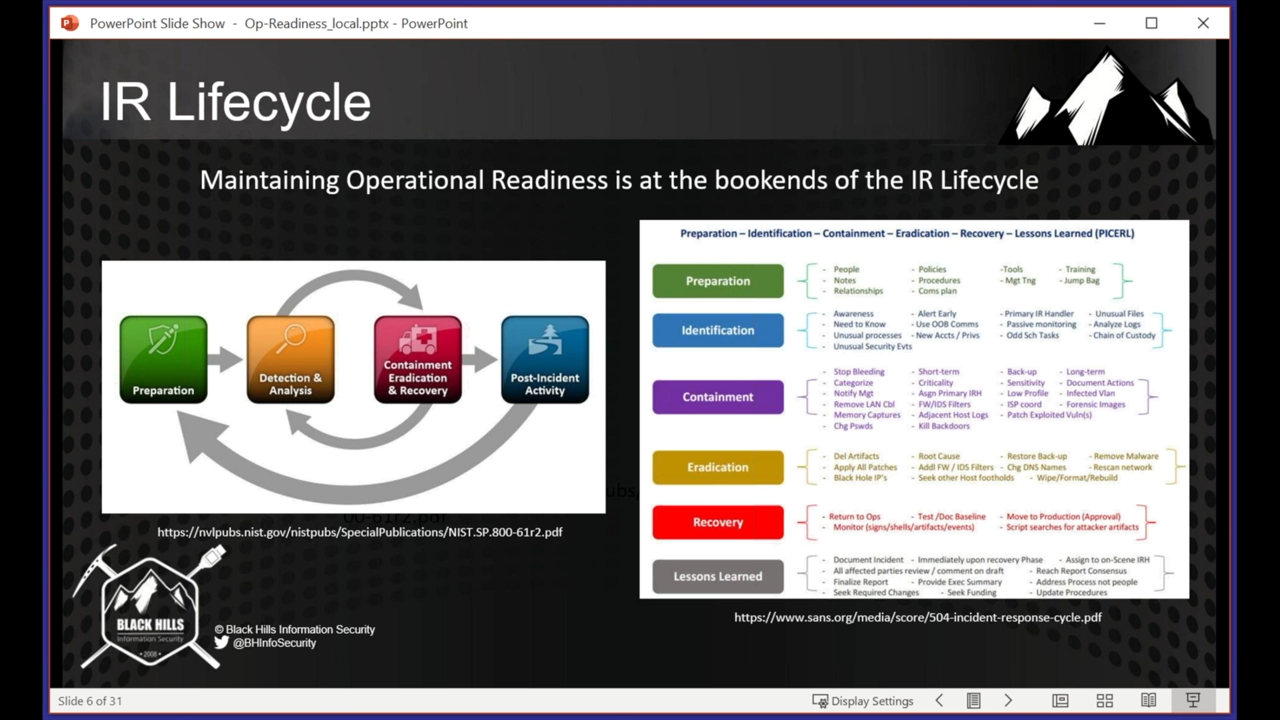 PowerPoint Slide Show - Op-Readiness_local.pptx - PowerPoint
IR Lifecycle
Maintaining Operational Readiness is at the bookends of the IR Lifecycle
Preparation
Detection &
Analysis
Containment
Eradication
& Recovery
Post-Incident
Activity
https://nvlpubs.nist.gov/nistpubs/SpecialPublications/NIST.SP.800-61r2.pdf
Preparation – Identification – Containment – Eradication – Recovery – Lessons Learned (PICERL)
Preparation
- People - Policies -Tools - Training
- Notes - Procedures - Mgt Tng - Jump Bag
- Relationships - Coms plan
Identification
- Awareness - Alert Early - Primary IR Handler - Unusual Files
- Need to Know - Use OOB Comms - Passive monitoring - Analyze Logs
- Unusual processes - New Accts / Privs - Odd Sch Tasks - Chain of Custody
- Unusual Security Evts
Containment
- Stop Bleeding - Short-term - Back-up - Long-term
- Categorize - Criticality - Sensitivity - Document Actions
- Notify Mgt - Asgn Primary IRH - Low Profile - Infected Vlan
- Remove LAN Cbl - FW/IDS Filters - ISP coord - Forensic Images
- Memory Captures - Adjacent Host Logs - Patch Exploited Vuln(s)
- Chg Pswds - Kill Backdoors
Eradication
- Del Artifacts - Root Cause - Restore Back-up - Remove Malware
- Apply All Patches - Addl FW / IDS Filters - Chg DNS Names - Rescan network
- Black Hole IP's - Seek other Host footholds - Wipe/Format/Rebuild
Recovery
- Return to Ops - Test /Doc Baseline - Move to Production (Approval)
- Monitor (signs/shells/artifacts/events) - Script searches for attacker artifacts
Lessons Learned
- Document Incident - Immediately upon recovery Phase - Assign to on-Scene IRH
- All affected parties review / comment on draft - Reach Report Consensus
- Finalize Report - Provide Exec Summary - Address Process not people
- Seek Required Changes - Seek Funding - Update Procedures
https://www.sans.org/media/score/504-incident-response-cycle.pdf
BLACK HILLS
Information Security
• 2008 •
© Black Hills Information Security
@BHInfoSecurity
Slide 6 of 31
Display Settings